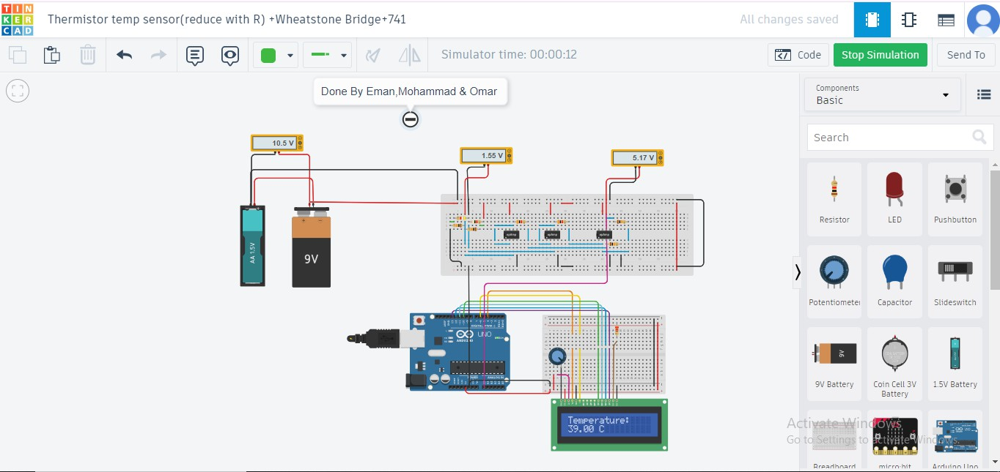 TIN
KER
CAD
Thermistor temp sensor(reduce with R) +Wheatstone Bridge+741
All changes saved
Simulator time: 00:00:12
Code
Stop Simulation
Send To
Done By Eman,Mohammad & Omar
Components
Basic
Search
10.5 V
1.55 V
5.17 V
AA 1.5V
+ −
9V
UNO
ARDUINO
Temperature:
39.00 C
Resistor
LED
Pushbutton
Potentiometer
Capacitor
Slideswitch
9V
9V Battery
Coin Cell 3V
Battery
1.5V Battery
Activate Windows
Go to Settings to activate Windows.
Breadboard
micro:bit
Arduino Uno